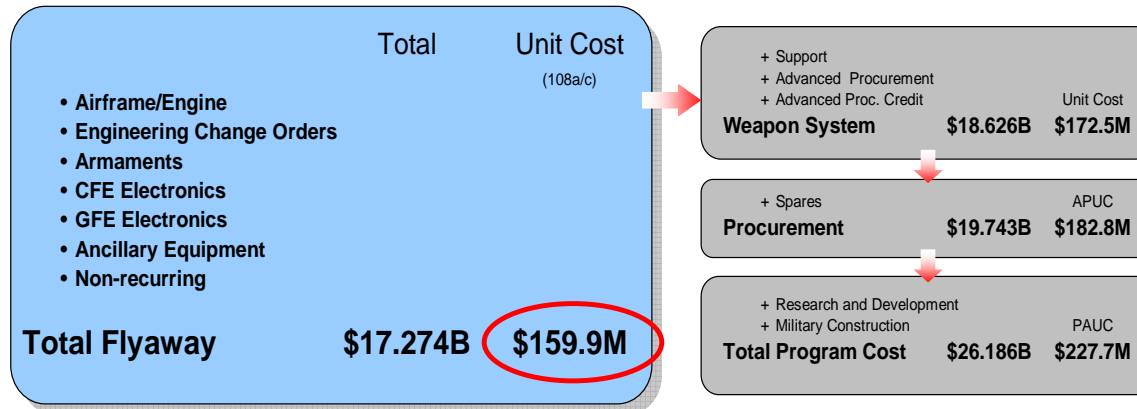 Total Unit Cost
(108a/c)
• Airframe/Engine
• Engineering Change Orders
• Armaments
• CFE Electronics
• GFE Electronics
• Ancillary Equipment
• Non-recurring
Total Flyaway $17.274B $159.9M
+ Support
+ Advanced Procurement
+ Advanced Proc. Credit Unit Cost
Weapon System $18.626B $172.5M
+ Spares APUC
Procurement $19.743B $182.8M
+ Research and Development
+ Military Construction PAUC
Total Program Cost $26.186B $227.7M